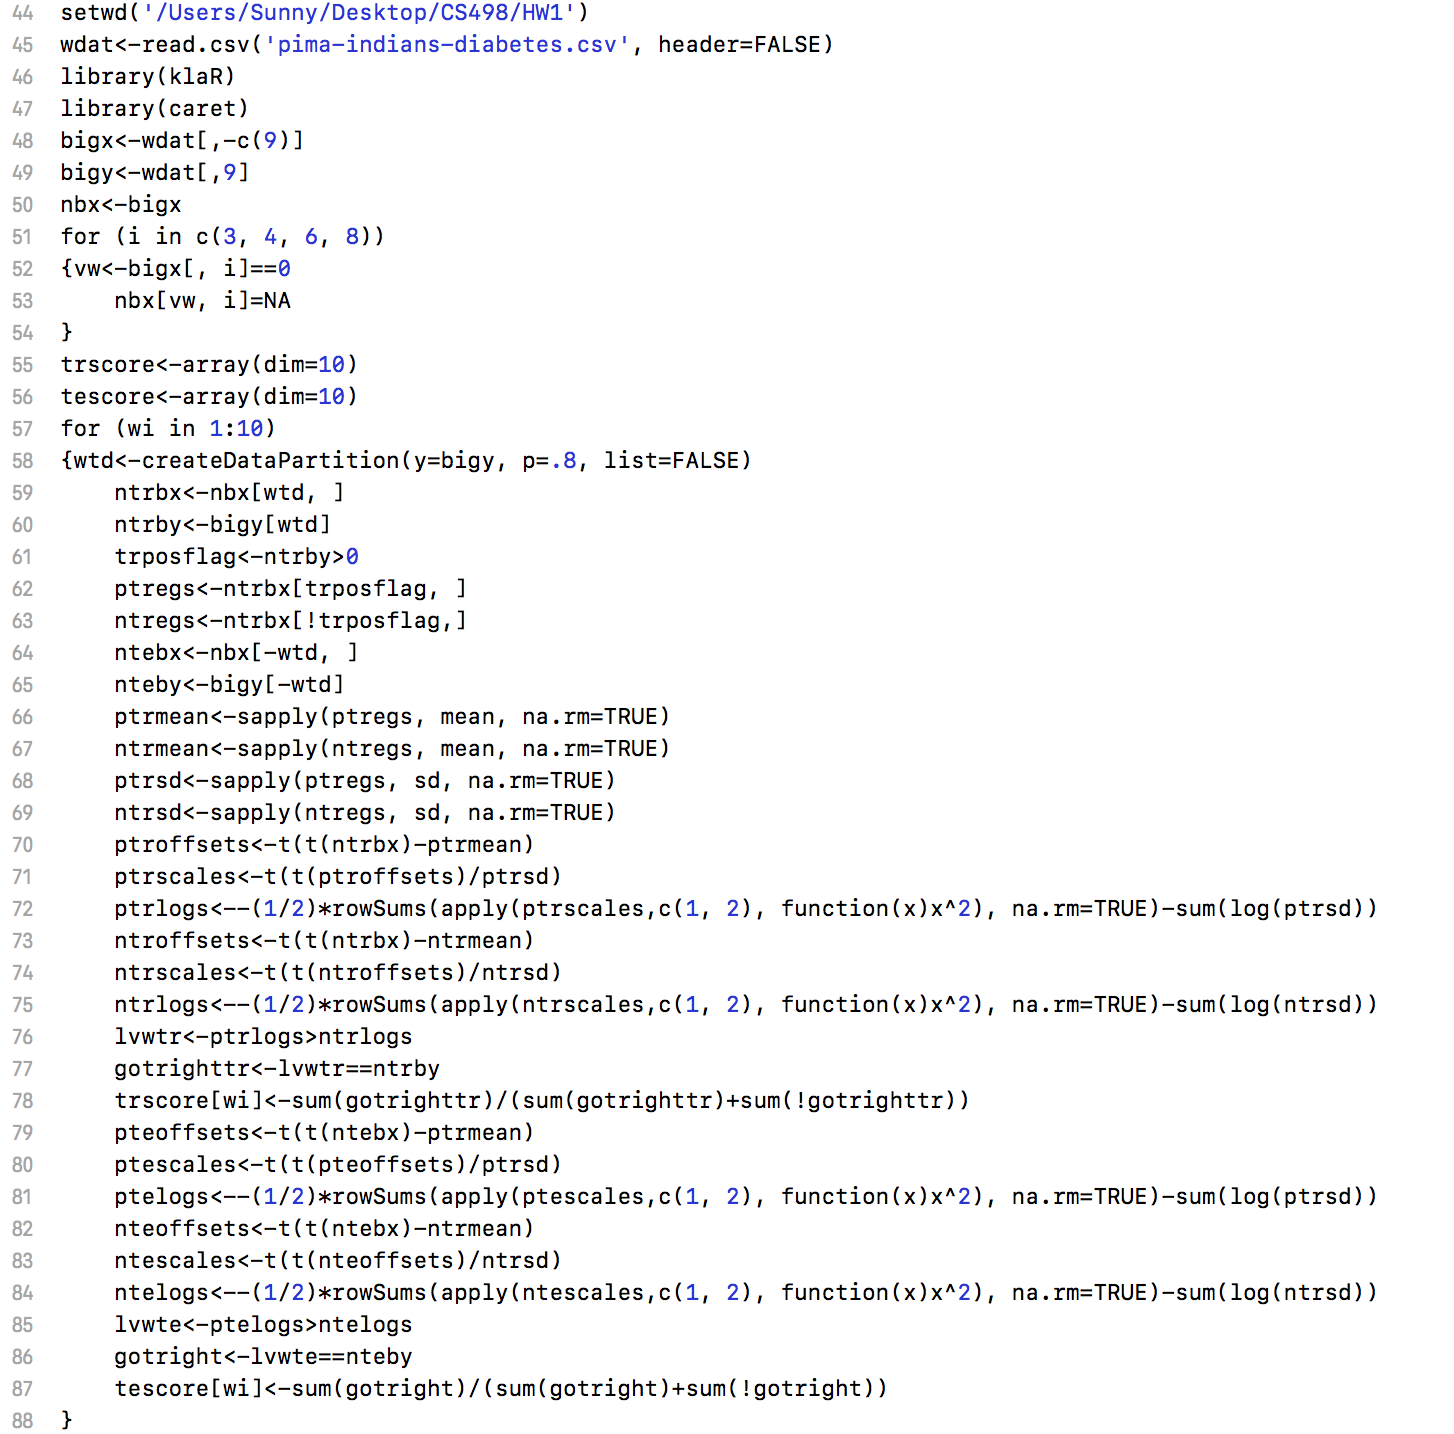 44 setwd('/Users/Sunny/Desktop/CS498/HW1')
45 wdat<-read.csv('pima-indians-diabetes.csv', header=FALSE)
46 library(klaR)
47 library(caret)
48 bigx<-wdat[,-c(9)]
49 bigy<-wdat[,9]
50 nbx<-bigx
51 for (i in c(3, 4, 6, 8))
52 {vw<-bigx[, i]==0
53     nbx[vw, i]=NA
54 }
55 trscore<-array(dim=10)
56 tescore<-array(dim=10)
57 for (wi in 1:10)
58 {wtd<-createDataPartition(y=bigy, p=.8, list=FALSE)
59     ntrbx<-nbx[wtd, ]
60     ntrby<-bigy[wtd]
61     trposflag<-ntrby>0
62     ptregs<-ntrbx[trposflag, ]
63     ntregs<-ntrbx[!trposflag,]
64     ntebx<-nbx[-wtd, ]
65     nteby<-bigy[-wtd]
66     ptrmean<-sapply(ptregs, mean, na.rm=TRUE)
67     ntrmean<-sapply(ntregs, mean, na.rm=TRUE)
68     ptrsd<-sapply(ptregs, sd, na.rm=TRUE)
69     ntrsd<-sapply(ntregs, sd, na.rm=TRUE)
70     ptroffsets<-t(t(ntrbx)-ptrmean)
71     ptrscales<-t(t(ptroffsets)/ptrsd)
72     ptrlogs<--(1/2)*rowSums(apply(ptrscales,c(1, 2), function(x)x^2), na.rm=TRUE)-sum(log(ptrsd))
73     ntroffsets<-t(t(ntrbx)-ntrmean)
74     ntrscales<-t(t(ntroffsets)/ntrsd)
75     ntrlogs<--(1/2)*rowSums(apply(ntrscales,c(1, 2), function(x)x^2), na.rm=TRUE)-sum(log(ntrsd))
76     lvwtr<-ptrlogs>ntrlogs
77     gotrighttr<-lvwtr==ntrby
78     trscore[wi]<-sum(gotrighttr)/(sum(gotrighttr)+sum(!gotrighttr))
79     pteoffsets<-t(t(ntebx)-ptrmean)
80     ptescales<-t(t(pteoffsets)/ptrsd)
81     ptelogs<--(1/2)*rowSums(apply(ptescales,c(1, 2), function(x)x^2), na.rm=TRUE)-sum(log(ptrsd))
82     nteoffsets<-t(t(ntebx)-ntrmean)
83     ntescales<-t(t(nteoffsets)/ntrsd)
84     ntelogs<--(1/2)*rowSums(apply(ntescales,c(1, 2), function(x)x^2), na.rm=TRUE)-sum(log(ntrsd))
85     lvwte<-ptelogs>ntelogs
86     gotright<-lvwte==nteby
87     tescore[wi]<-sum(gotright)/(sum(gotright)+sum(!gotright))
88 }